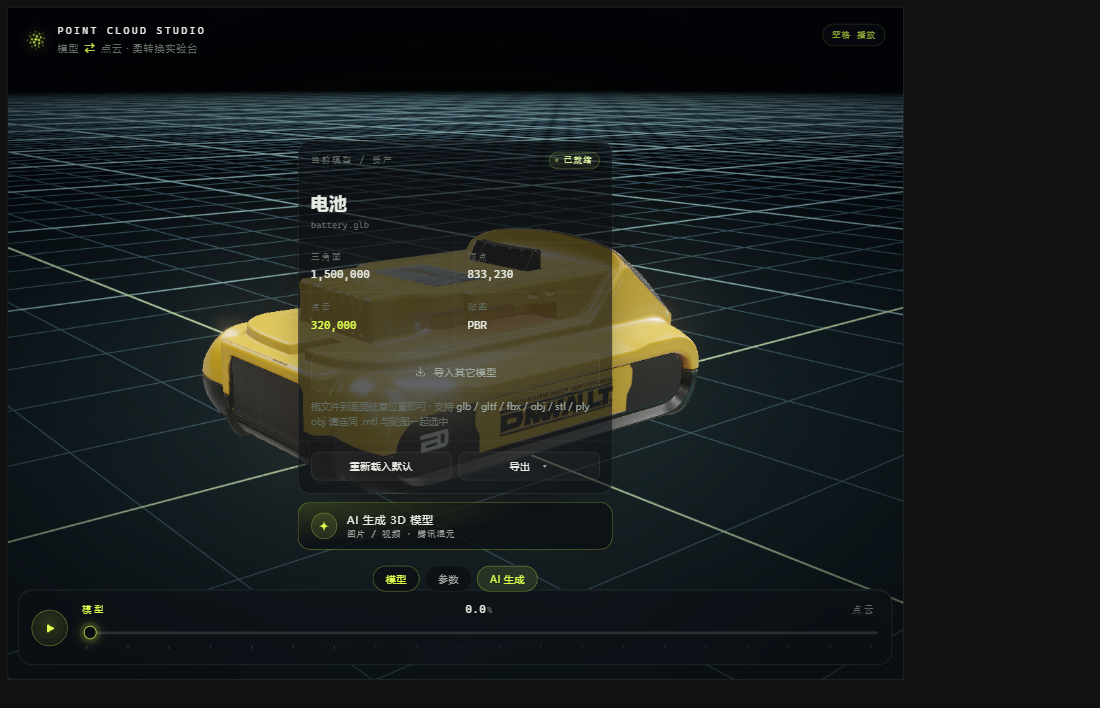 POINT CLOUD STUDIO
模型 ⇄ 点云 · 柔转换实验台
空格 播放
当前模型 / 资产
已就绪
电池
battery.glb
三角面
顶点
1,500,000
833,230
点云
贴图
320,000
PBR
导入其它模型
拖文件到画面任意位置即可 · 支持 glb / gltf / fbx / obj / stl / ply
obj 请连同 .mtl 与贴图一起选中
重新载入默认
导出
AI 生成 3D 模型
图片 / 视频 · 腾讯混元
模型
参数
AI 生成
模型
0.0%
点云
DEWALT
20